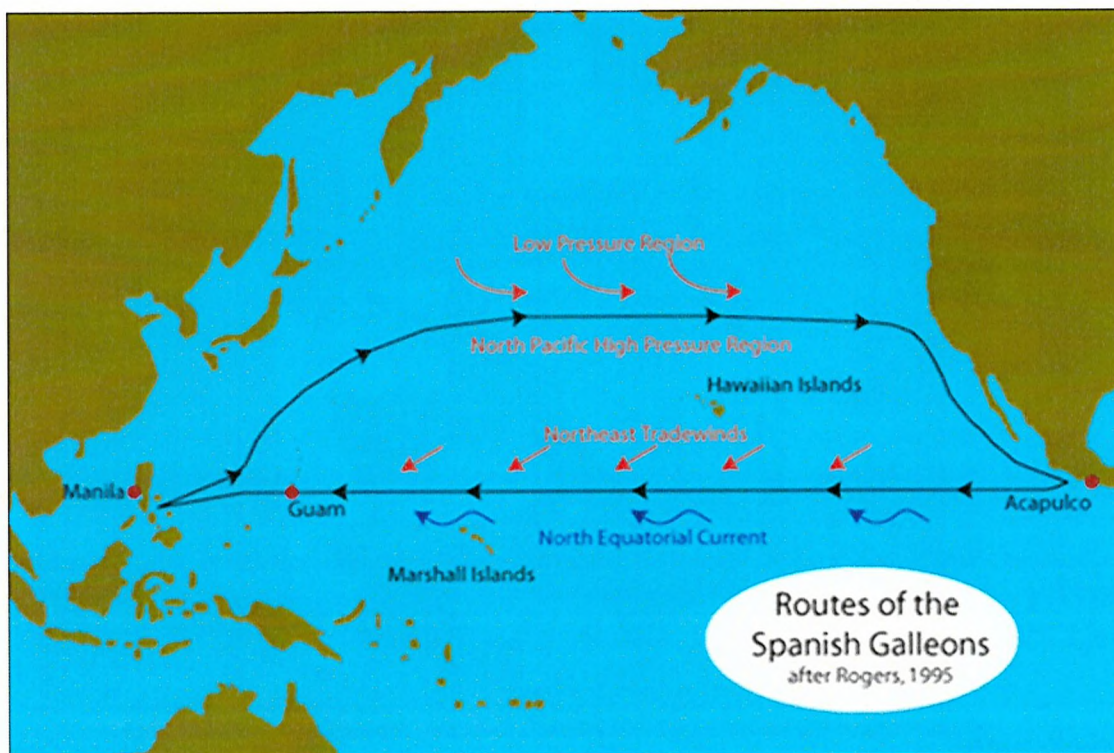 Low Pressure Region
North Pacific High Pressure Region
Hawaiian Islands
Northeast Tradewinds
Manila
Guam
Acapulco
North Equatorial Current
Marshall Islands
Routes of the
Spanish Galleons
after Rogers, 1995